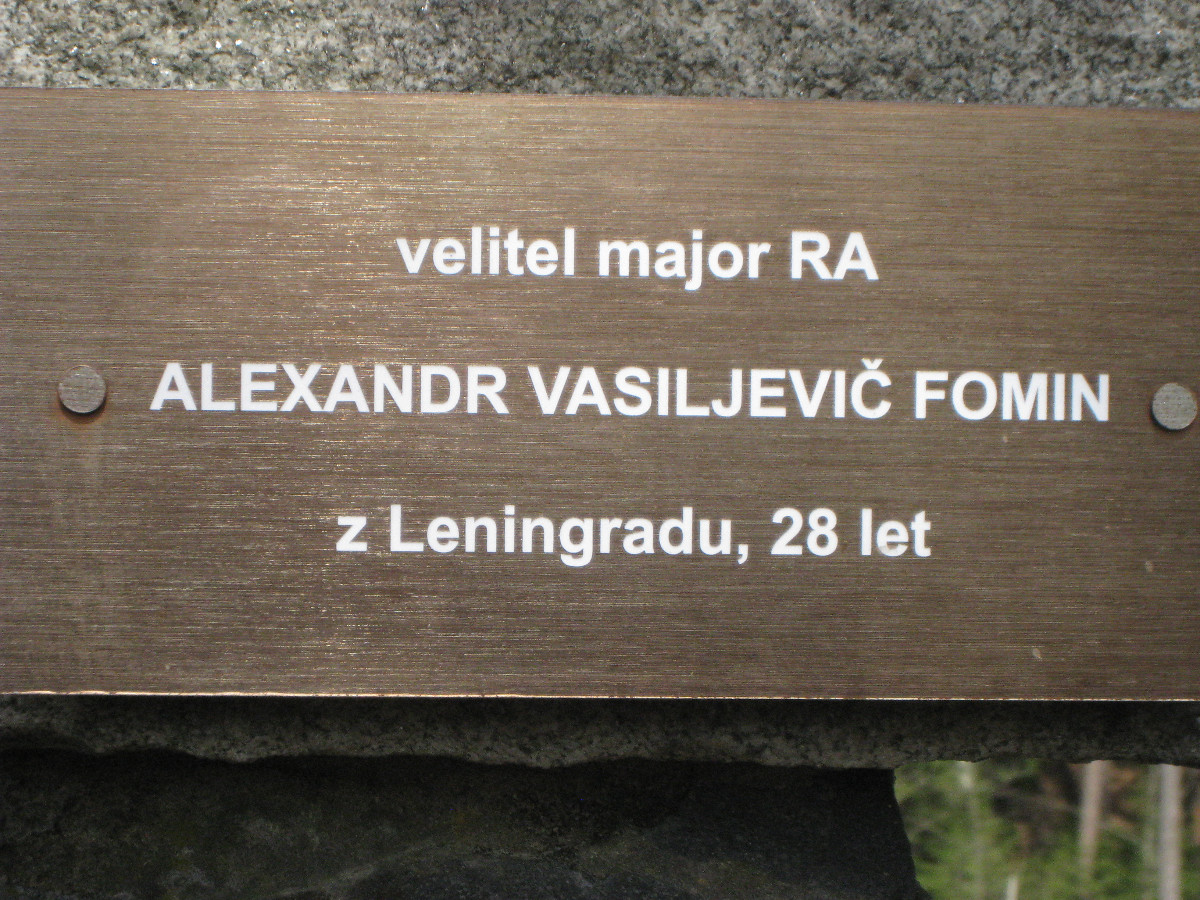 velitel major RA
ALEXANDR VASILJEVIČ FOMIN
z Leningradu, 28 let